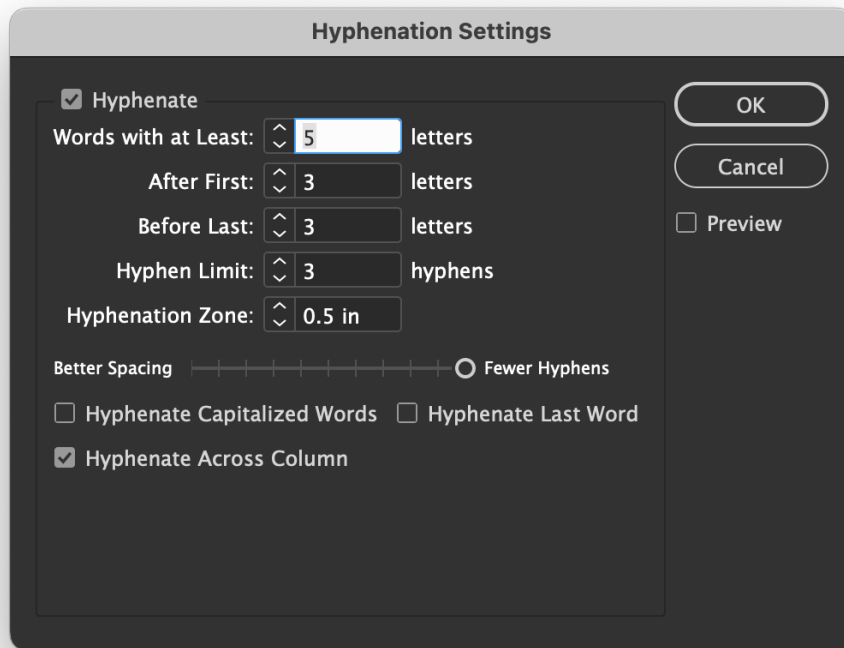 Hyphenation Settings
Hyphenate
Words with at Least: 5 letters
After First: 3 letters
Before Last: 3 letters
Hyphen Limit: 3 hyphens
Hyphenation Zone: 0.5 in
Better Spacing Fewer Hyphens
Hyphenate Capitalized Words Hyphenate Last Word
Hyphenate Across Column
OK
Cancel
Preview